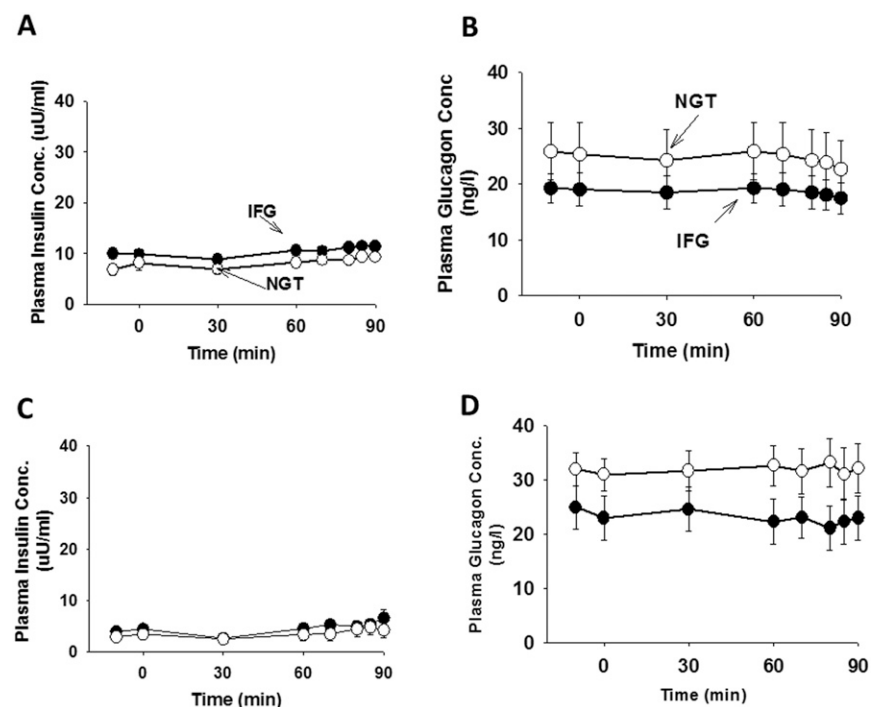 A
Plasma Insulin Conc. (uU/ml)
40
30
20
10
0
IFG
NGT
0 30 60 90
Time (min)
B
Plasma Glucagon Conc
(ng/l)
40
30
20
10
0
NGT
IFG
0 30 60 90
Time (min)
C
Plasma Insulin Conc.
(uU/ml)
40
30
20
10
0
0 30 60 90
Time (min)
D
Plasma Glucagon Conc.
(ng/l)
40
30
20
10
0
0 30 60 90
Time (min)